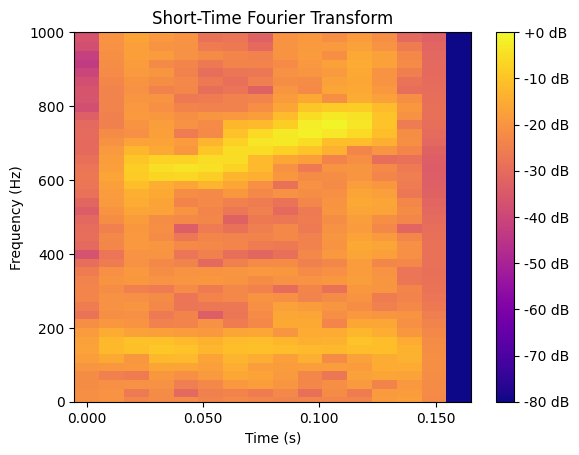 Short-Time Fourier Transform
Frequency (Hz)
1000
800
600
400
200
0
0.000
0.050
0.100
0.150
Time (s)
+0 dB
-10 dB
-20 dB
-30 dB
-40 dB
-50 dB
-60 dB
-70 dB
-80 dB